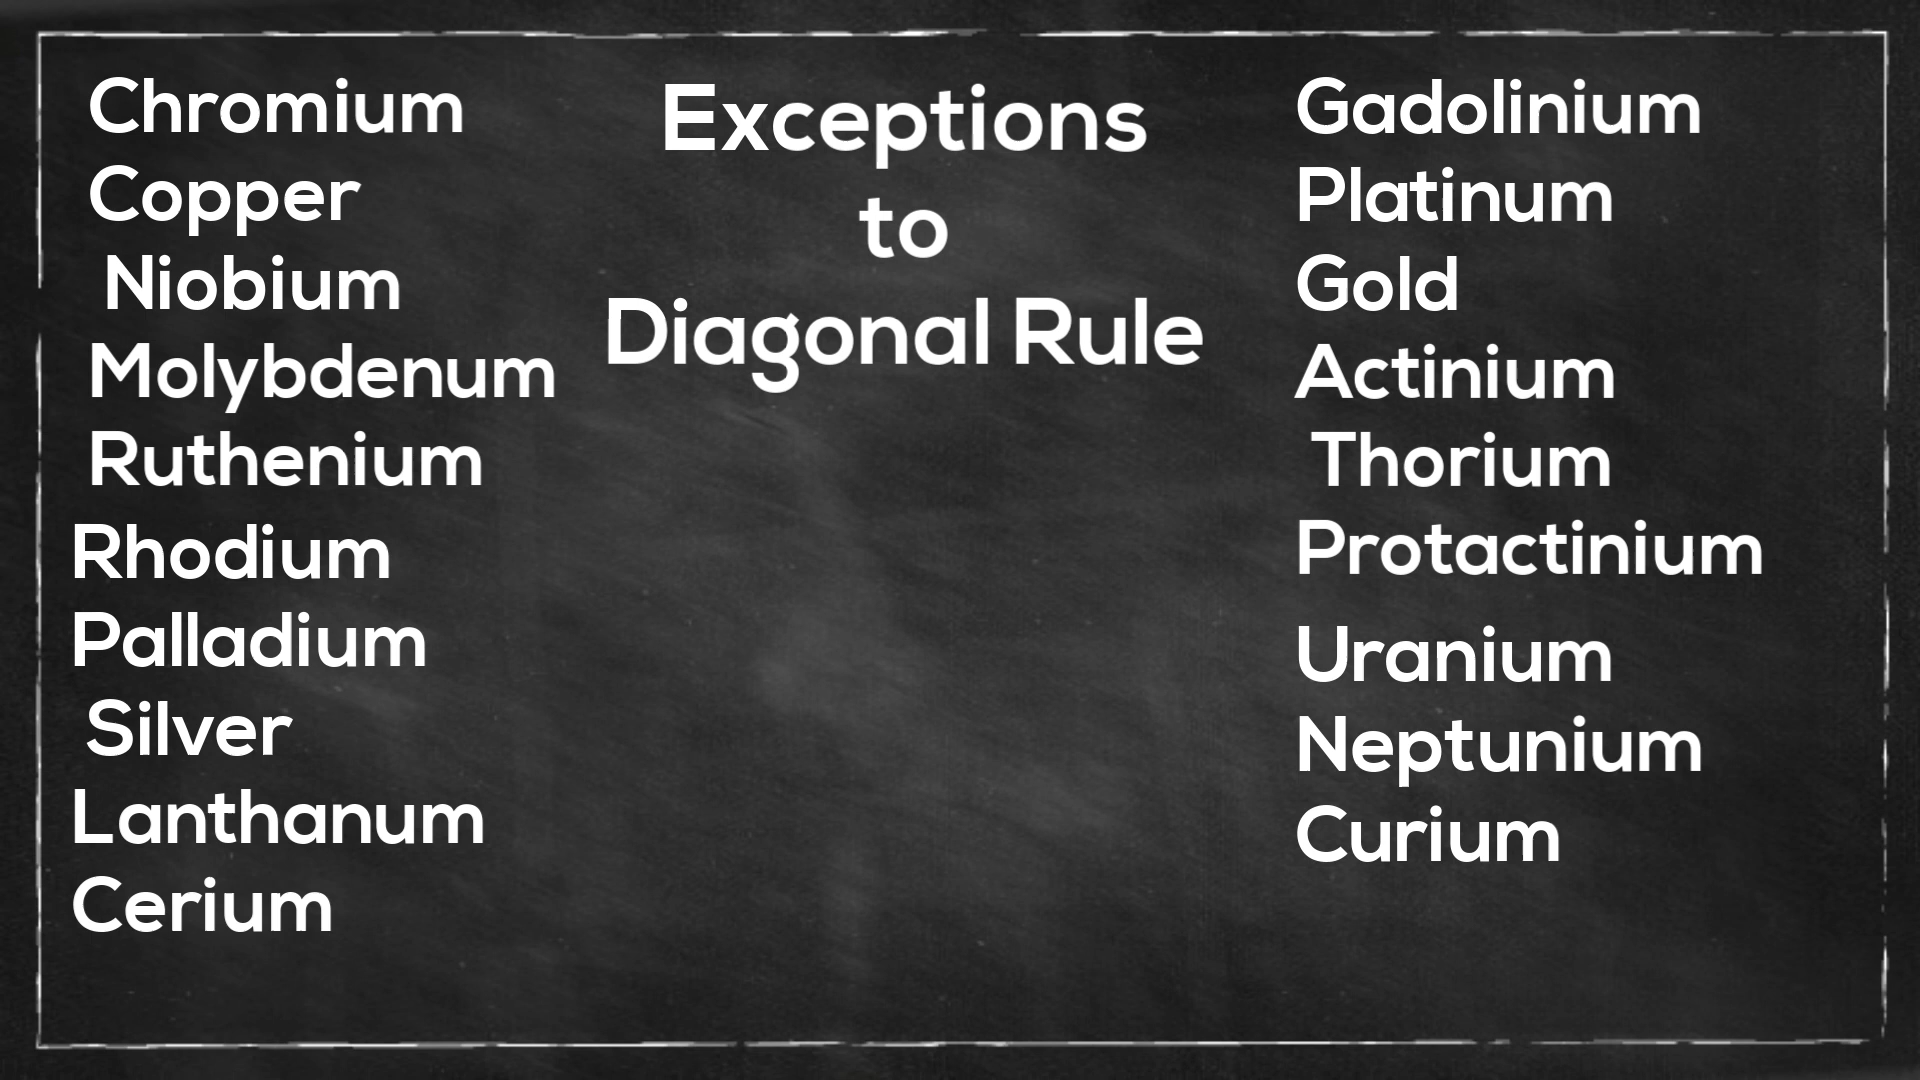 Chromium
Copper
Niobium
Molybdenum
Ruthenium
Rhodium
Palladium
Silver
Lanthanum
Cerium
Exceptions
to
Diagonal Rule
Gadolinium
Platinum
Gold
Actinium
Thorium
Protactinium
Uranium
Neptunium
Curium